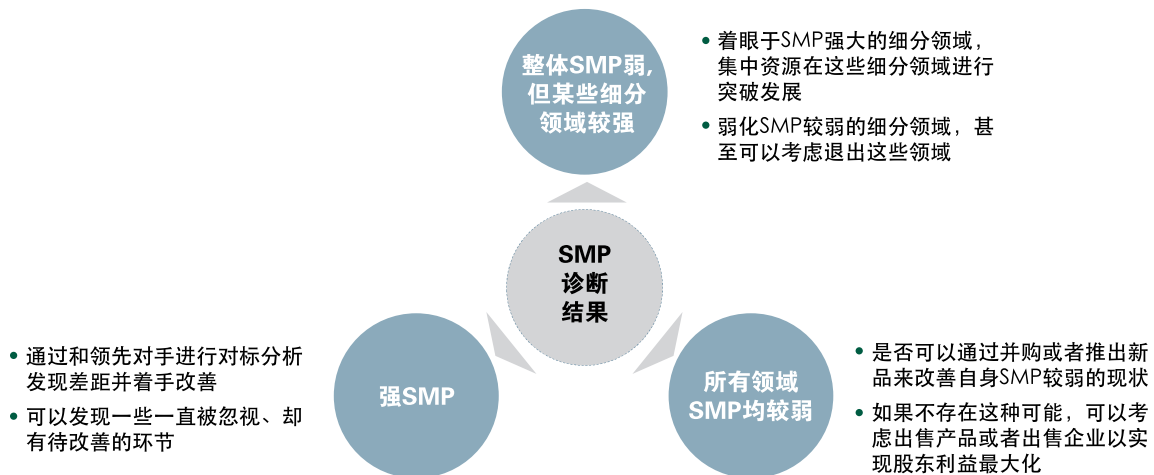 整体SMP弱,
但某些细分
领域较强
• 着眼于SMP强大的细分领域，
集中资源在这些细分领域进行
突破发展
• 弱化SMP较弱的细分领域，甚
至可以考虑退出这些领域
SMP
诊断
结果
• 通过和领先对手进行对标分析
发现差距并着手改善
• 可以发现一些一直被忽视、却
有待改善的环节
强SMP
所有领域
SMP均较弱
• 是否可以通过并购或者推出新
品来改善自身SMP较弱的现状
• 如果不存在这种可能，可以考
虑出售产品或者出售企业以实
现股东利益最大化